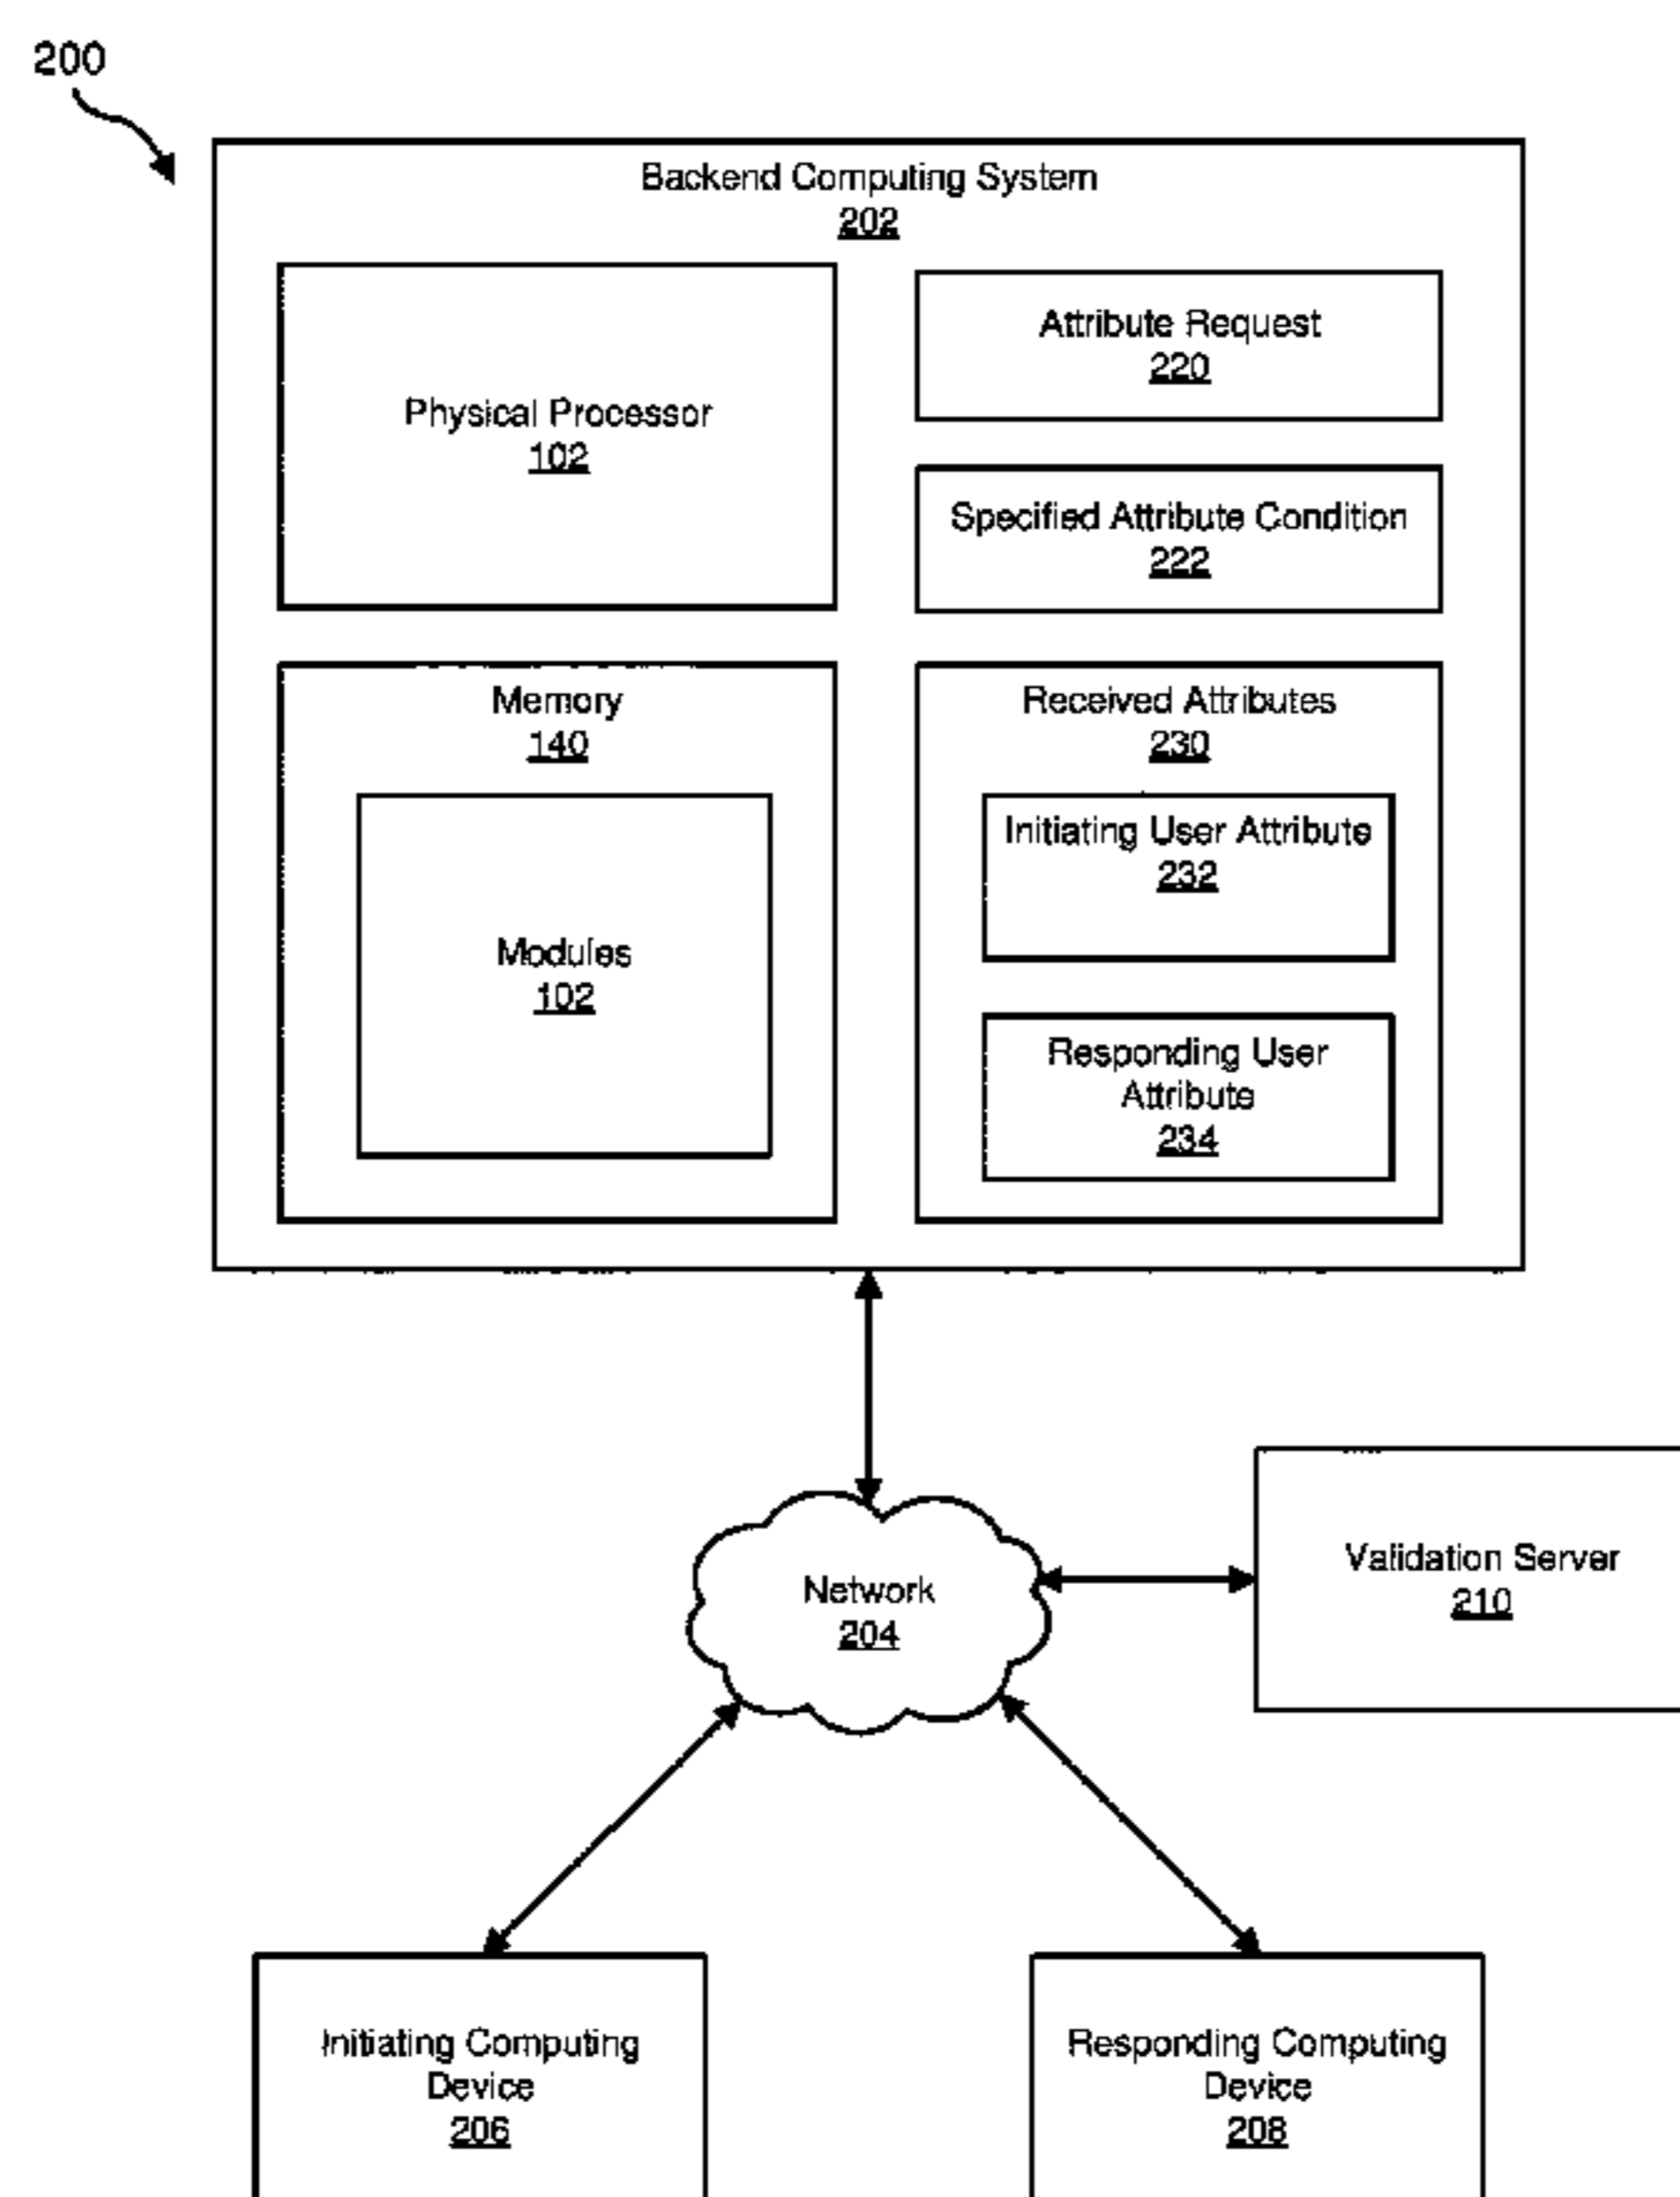 200
Backend Computing System
202
Physical Processor
102
Attribute Request
220
Specified Attribute Condition
222
Memory
140
Modules
102
Received Attributes
230
Initiating User Attribute
232
Responding User
Attribute
234
Network
204
Validation Server
210
Initiating Computing
Device
206
Responding Computing
Device
208